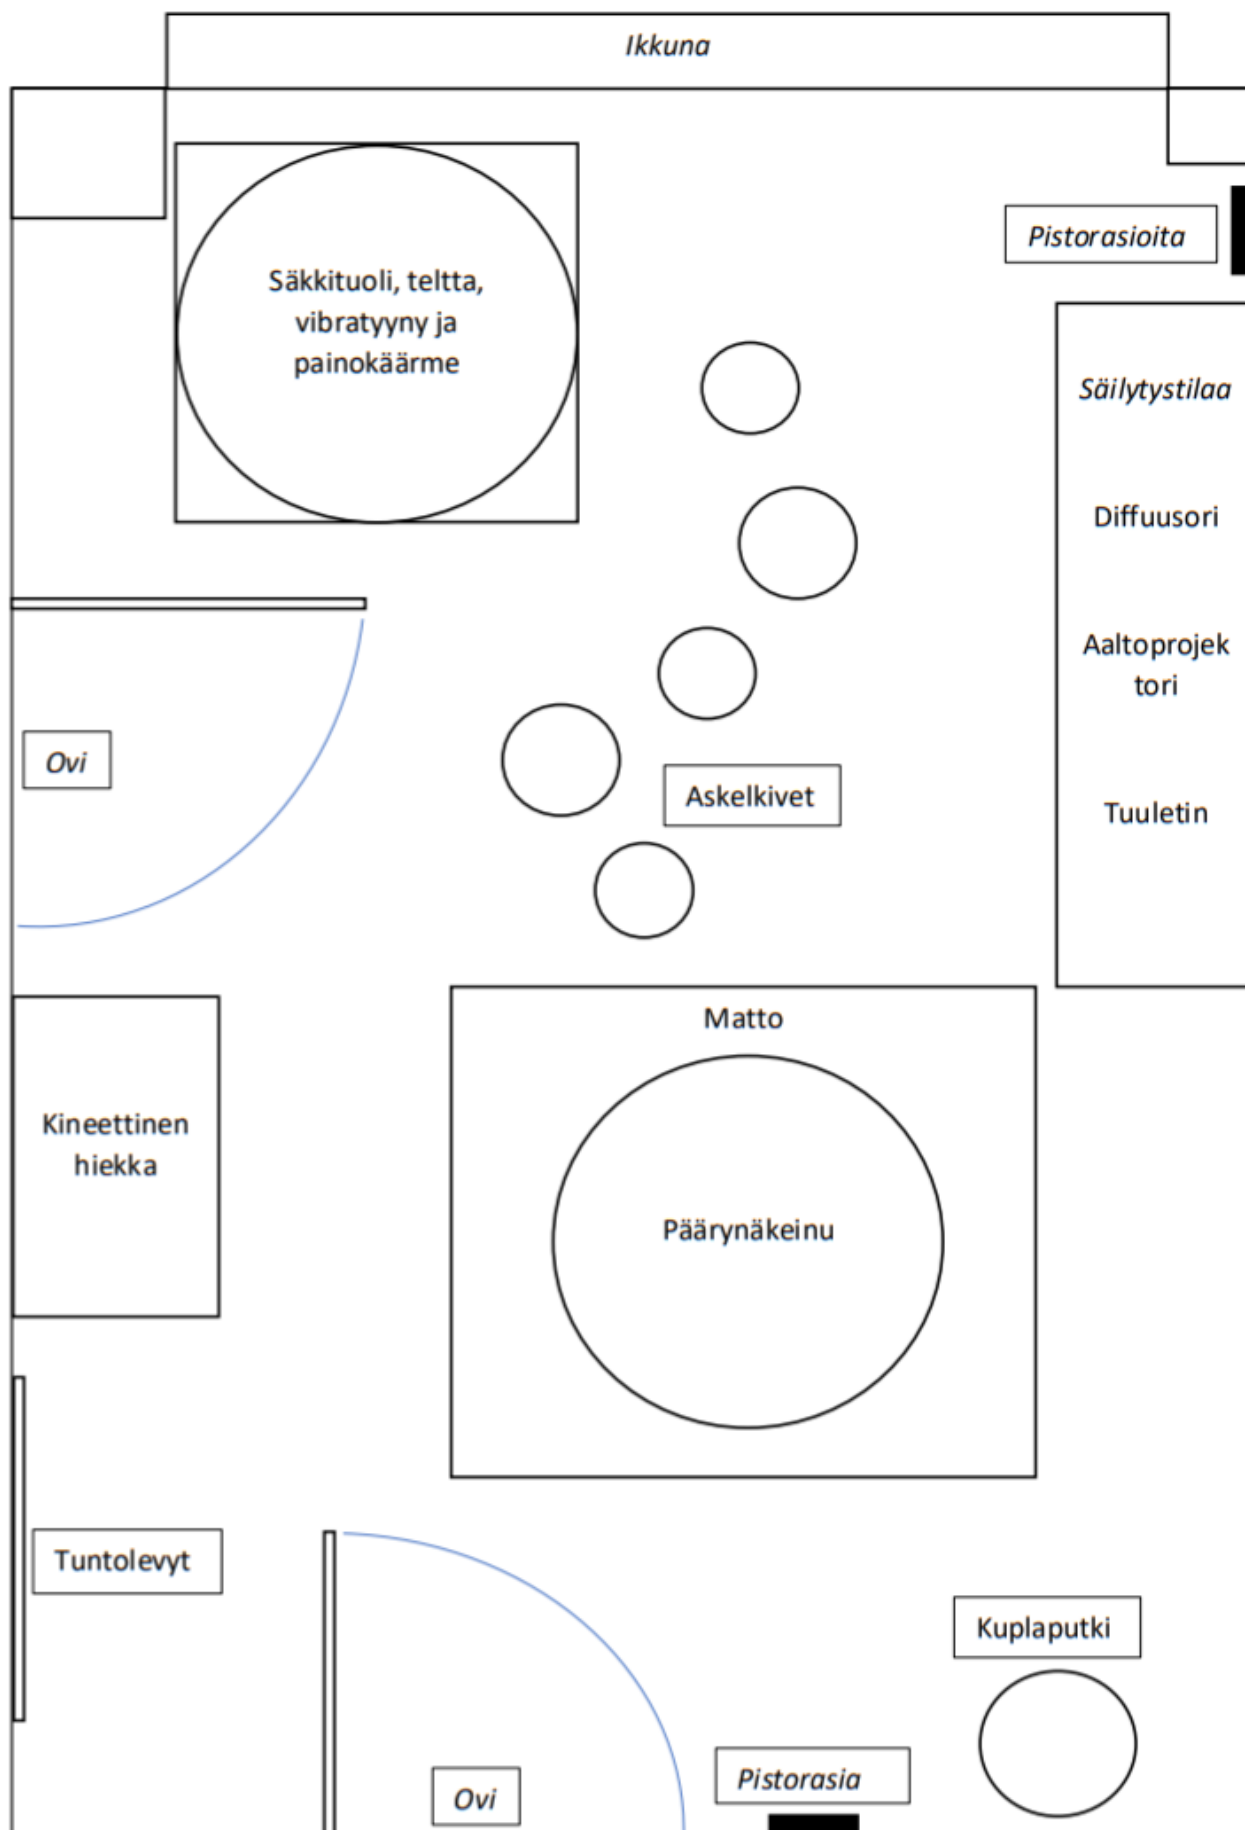 Ikkuna
Pistorasioita
Säkkituoli, teltta,
vibratyyny ja
painokäärme
Säilytystilaa
Diffuusori
Aaltoprojek
tori
Tuuletin
Ovi
Askelkivet
Matto
Päärynäkeinu
Kineettinen
hiekka
Tuntolevyt
Kuplaputki
Pistorasia
Ovi